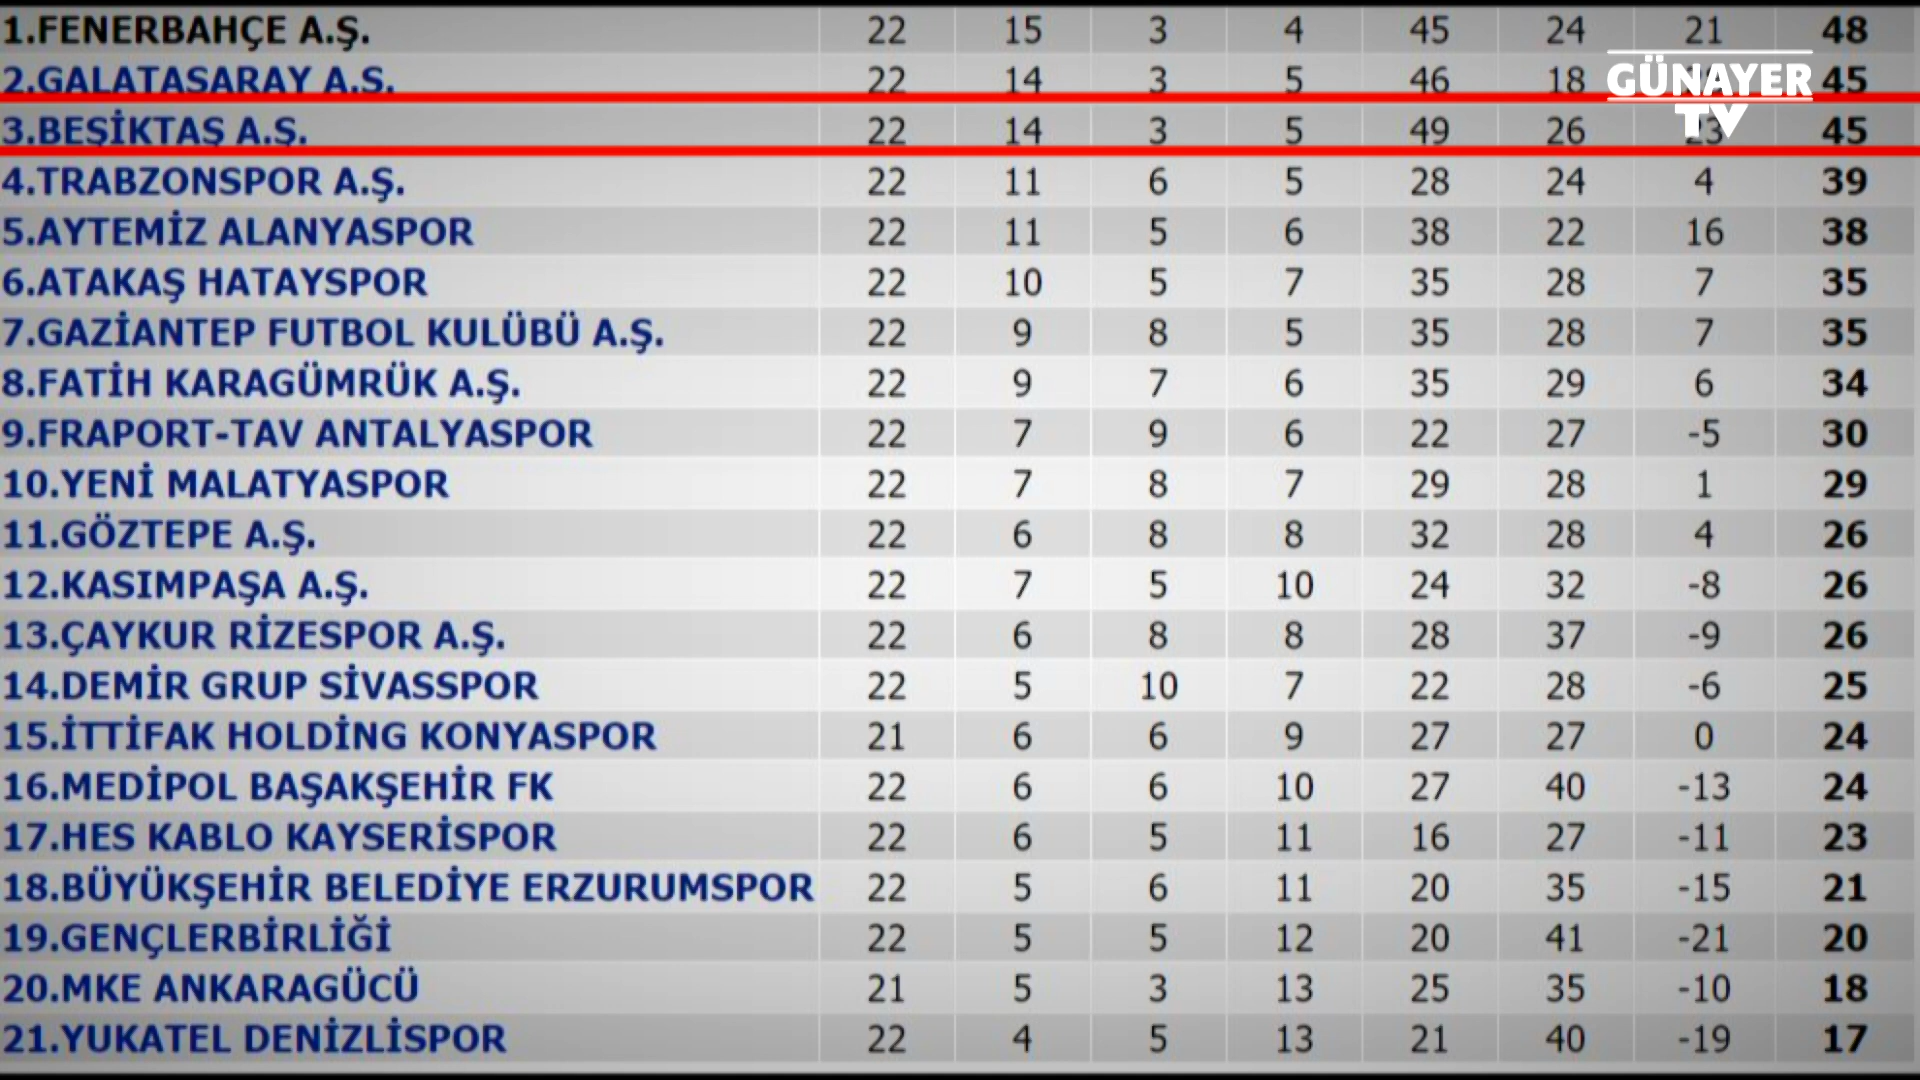 1.FENERBAHÇE A.Ş. 22 15 3 4 45 24 21 48
2.GALATASARAY A.Ş. 22 14 3 5 46 18 45
3.BEŞİKTAŞ A.Ş. 22 14 3 5 49 26 23 45
4.TRABZONSPOR A.Ş. 22 11 6 5 28 24 4 39
5.AYTEMİZ ALANYASPOR 22 11 5 6 38 22 16 38
6.ATAKAŞ HATAYSPOR 22 10 5 7 35 28 7 35
7.GAZİANTEP FUTBOL KULÜBÜ A.Ş. 22 9 8 5 35 28 7 35
8.FATİH KARAGÜMRÜK A.Ş. 22 9 7 6 35 29 6 34
9.FRAPORT-TAV ANTALYASPOR 22 7 9 6 22 27 -5 30
10.YENİ MALATYASPOR 22 7 8 7 29 28 1 29
11.GÖZTEPE A.Ş. 22 6 8 8 32 28 4 26
12.KASIMPAŞA A.Ş. 22 7 5 10 24 32 -8 26
13.ÇAYKUR RİZESPOR A.Ş. 22 6 8 8 28 37 -9 26
14.DEMİR GRUP SİVASSPOR 22 5 10 7 22 28 -6 25
15.İTTİFAK HOLDİNG KONYASPOR 21 6 6 9 27 27 0 24
16.MEDİPOL BAŞAKŞEHİR FK 22 6 6 10 27 40 -13 24
17.HES KABLO KAYSERİSPOR 22 6 5 11 16 27 -11 23
18.BÜYÜKŞEHİR BELEDİYE ERZURUMSPOR 22 5 6 11 20 35 -15 21
19.GENÇLERBİRLİĞİ 22 5 5 12 20 41 -21 20
20.MKE ANKARAGÜCÜ 21 5 3 13 25 35 -10 18
21.YUKATEL DENİZLİSPOR 22 4 5 13 21 40 -19 17
GÜNAYER
TV